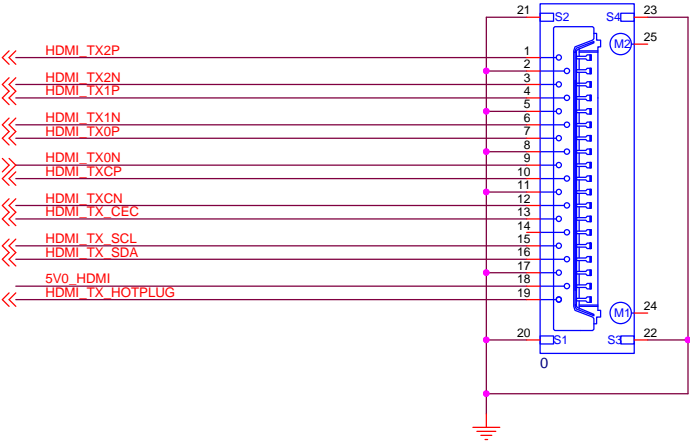 21 S2 S4 23
M2 25
HDMI_TX2P 1
2
HDMI_TX2N 3
HDMI_TX1P 4
5
HDMI_TX1N 6
HDMI_TX0P 7
8
HDMI_TX0N 9
HDMI_TXCP 10
11
HDMI_TXCN 12
HDMI_TX_CEC 13
14
HDMI_TX_SCL 15
HDMI_TX_SDA 16
17
5V0_HDMI 18
HDMI_TX_HOTPLUG 19
M1 24
20 S1 S3 22
0